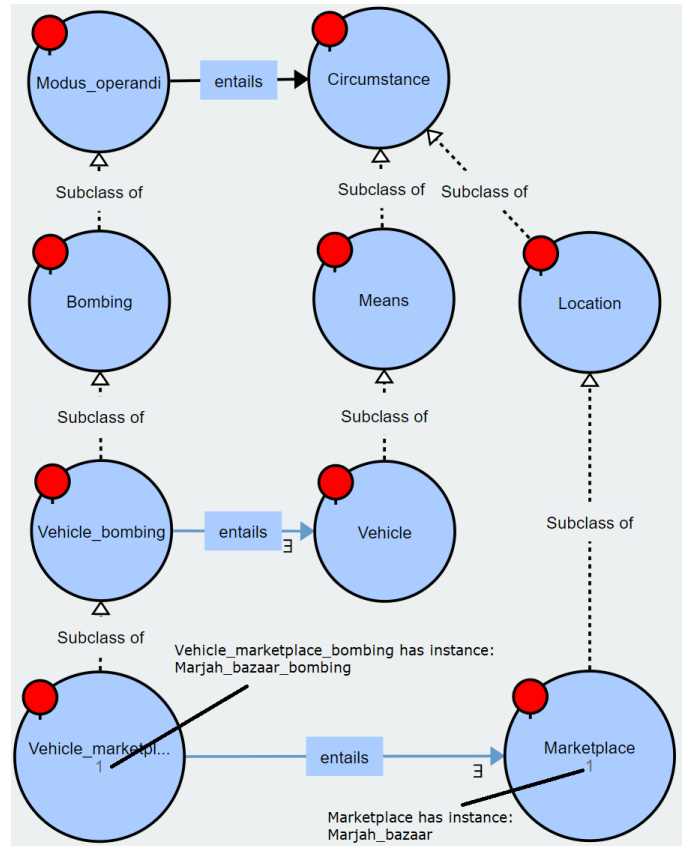 Modus_operandi
entails
Circumstance
Subclass of
Subclass of
Subclass of
Bombing
Means
Location
Subclass of
Subclass of
Subclass of
Vehicle_bombing
entails
∃
Vehicle
Subclass of
Vehicle_marketplace_bombing has instance:
Marjah_bazaar_bombing
Vehicle_marketpl...
1
entails
∃
Marketplace
1
Marketplace has instance:
Marjah_bazaar